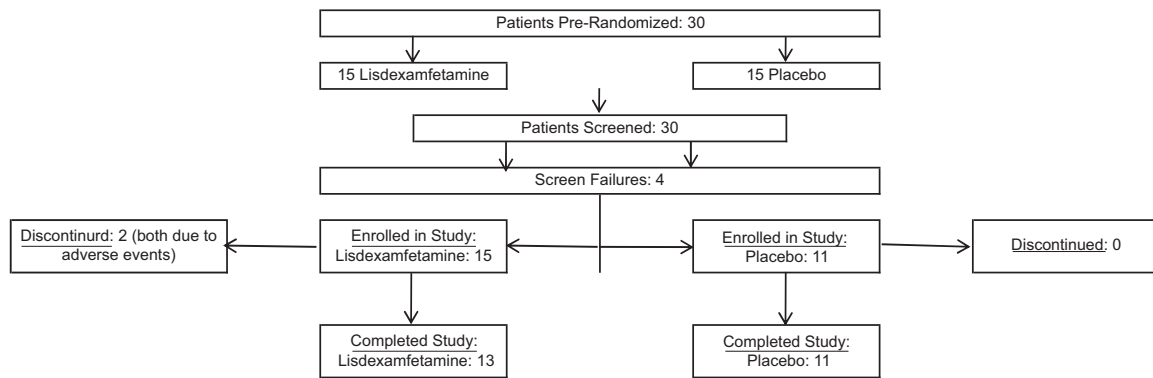 Patients Pre-Randomized: 30
15 Lisdexamfetamine
15 Placebo
Patients Screened: 30
Screen Failures: 4
Discontinurd: 2 (both due to
adverse events)
Enrolled in Study:
Lisdexamfetamine: 15
Enrolled in Study:
Placebo: 11
Discontinued: 0
Completed Study:
Lisdexamfetamine: 13
Completed Study:
Placebo: 11